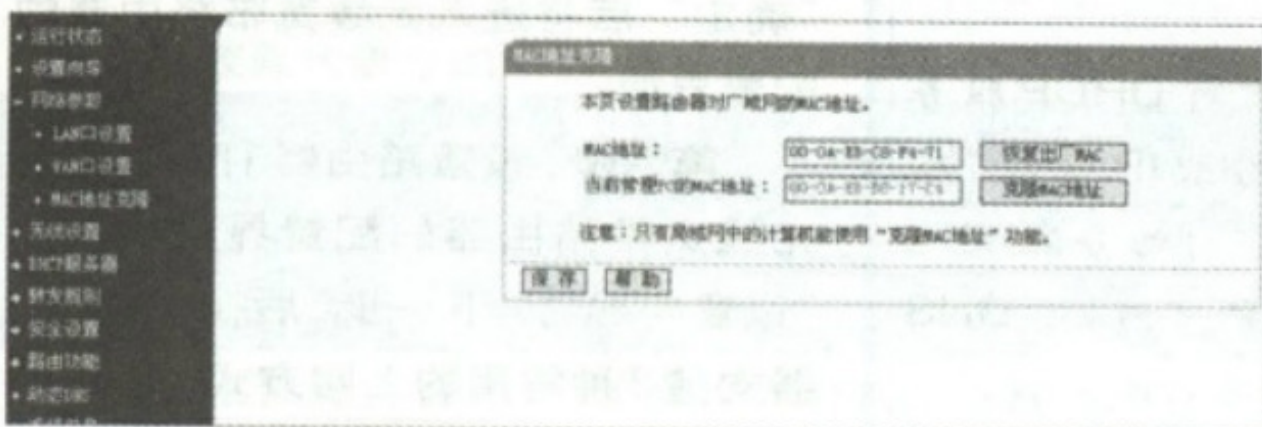 运行状态
设置向导
网络参数
LAN口设置
WAN口设置
MAC地址克隆
无线设置
DHCP服务器
转发规则
安全设置
路由功能
动态DNS
MAC地址克隆
本页设置路由器对广域网的MAC地址。
MAC地址：
恢复出厂MAC
当前管理PC的MAC地址：
克隆MAC地址
注意：只有局域网中的计算机能使用“克隆MAC地址”功能。
保 存 帮 助